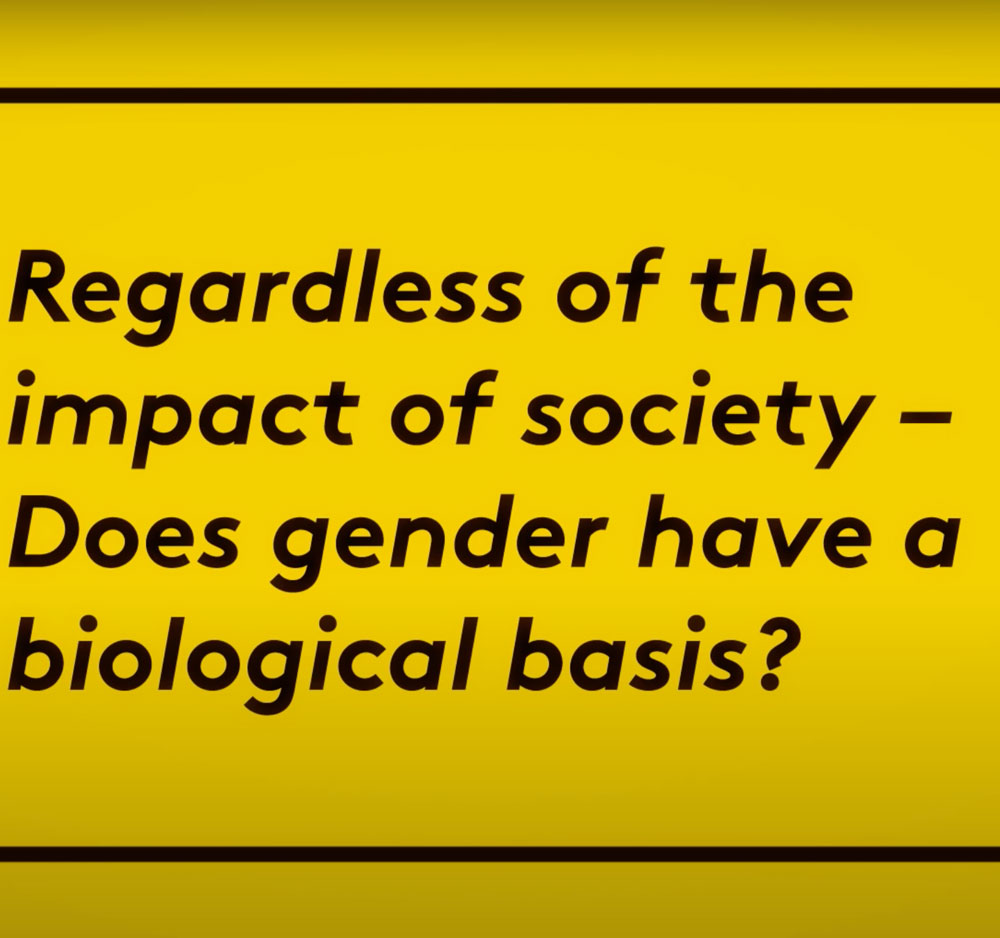 Regardless of the
impact of society –
Does gender have a
biological basis?